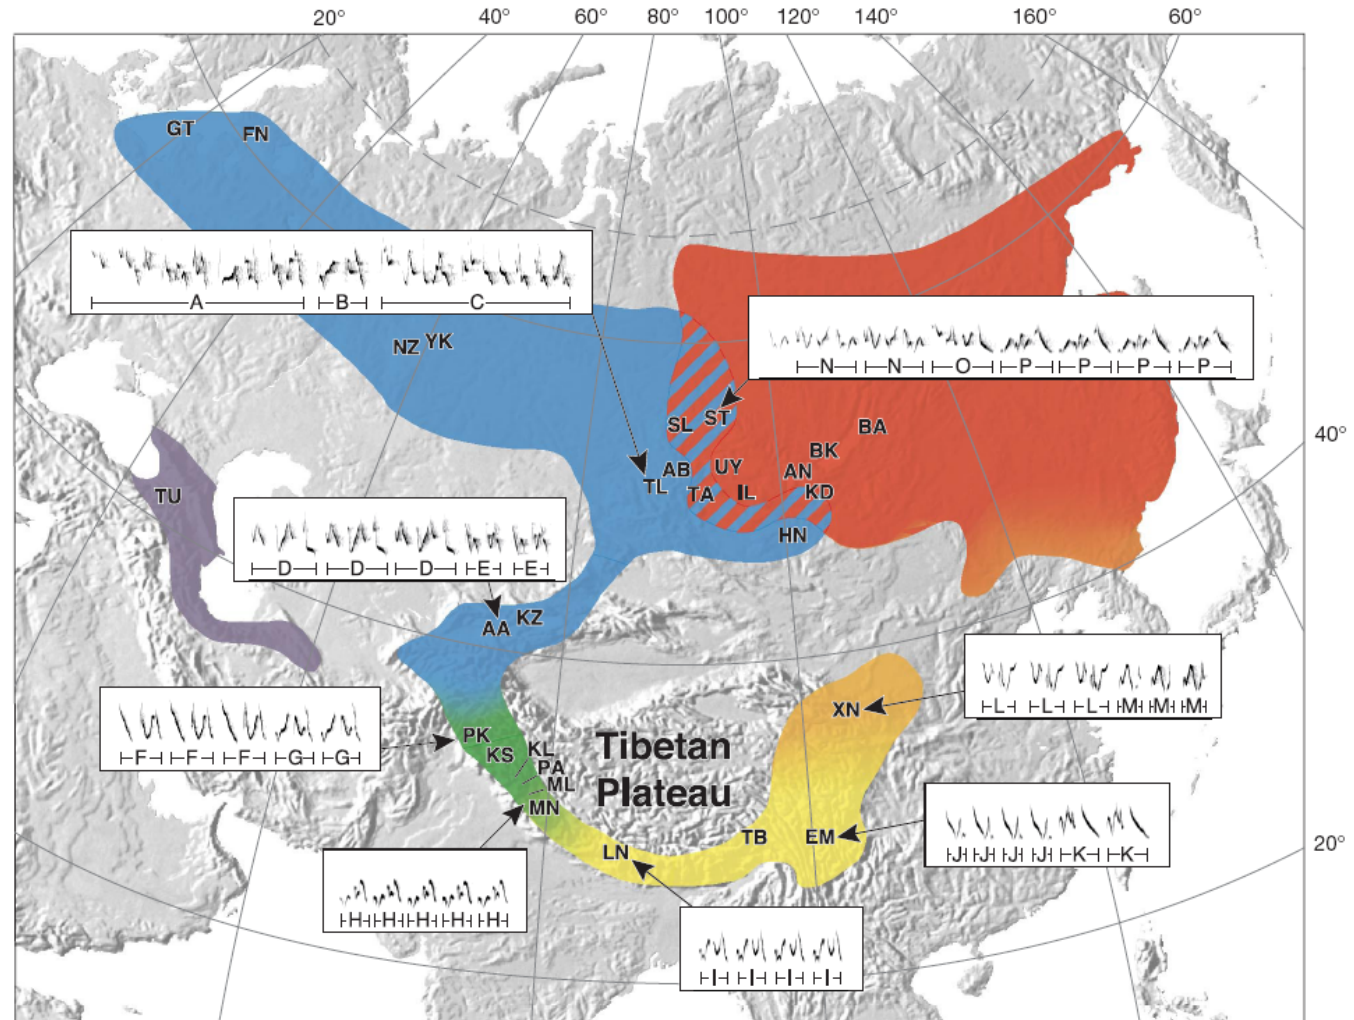 20° 40° 60° 80° 100° 120° 140° 160° 60°
GT FN
A B C
NZ YK
N N O P P P P
SL ST
BA
40°
BK
AB UY AN
TL TA IL KD
TU
HN
D D D E E
AA KZ
L L L M M M
XN
F F F G G
PK
KS KL
PA
ML
MN
Tibetan
Plateau
TB EM
J J J J K K
20°
LN
H H H H H
I I I I